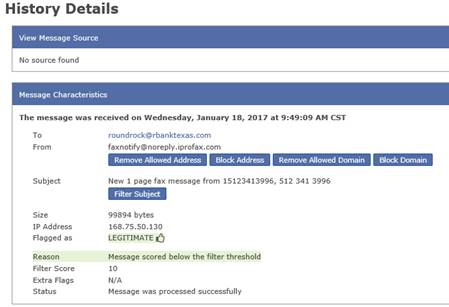 History Details
View Message Source
No source found
Message Characteristics
The message was received on Wednesday, January 18, 2017 at 9:49:09 AM CST
To roundrock@rbanktexas.com
From faxnotify@noreply.iprofax.com
Remove Allowed Address Block Address Remove Allowed Domain Block Domain
Subject New 1 page fax message from 15123413996, 512 341 3996
Filter Subject
Size 99894 bytes
IP Address 168.75.50.130
Flagged as LEGITIMATE
Reason Message scored below the filter threshold
Filter Score 10
Extra Flags N/A
Status Message was processed successfully